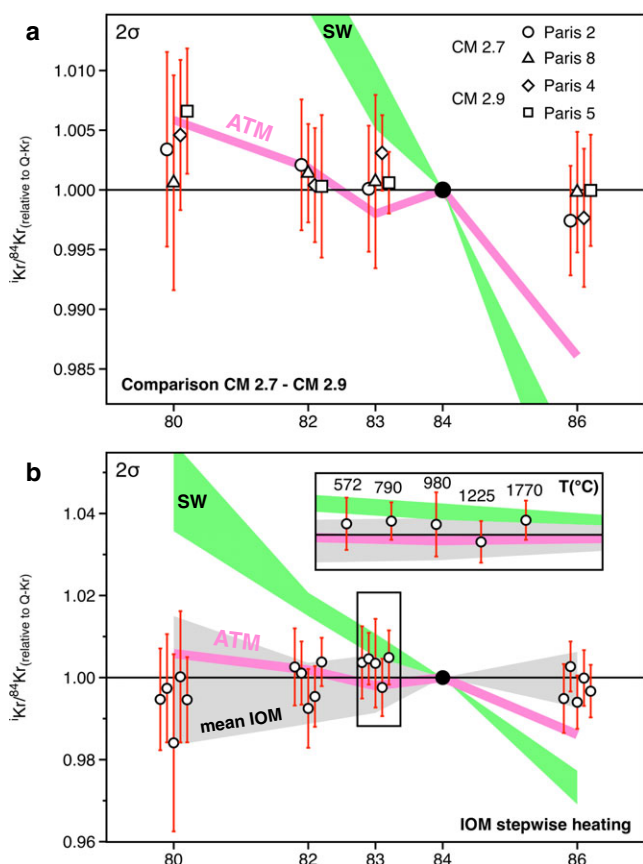 a
2σ
SW
CM 2.7
Paris 2
Paris 8
CM 2.9
Paris 4
Paris 5
ATM
1.010
1.005
1.000
0.995
0.990
0.985
ⁱKr/⁸⁴Kr(relative to Q-Kr)
Comparison CM 2.7 - CM 2.9
80 82 83 84 86
b
2σ
SW
572 790 980 1225 1770 T(°C)
ATM
mean IOM
1.04
1.02
1.00
0.98
0.96
ⁱKr/⁸⁴Kr(relative to Q-Kr)
IOM stepwise heating
80 82 83 84 86